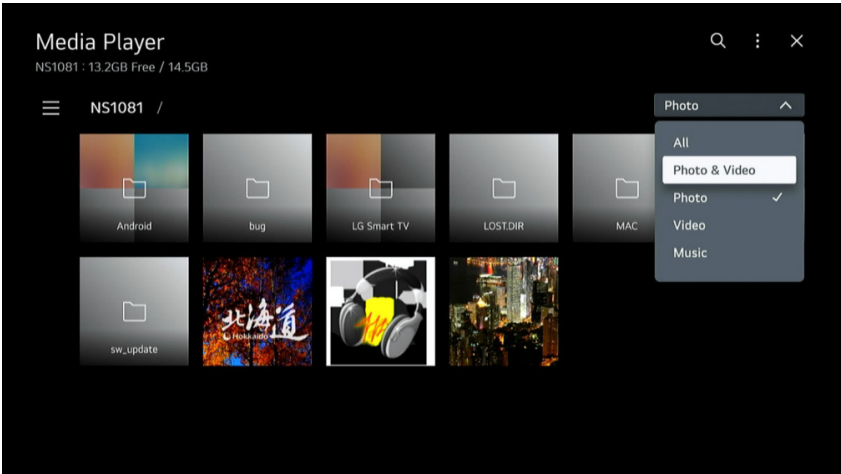 Media Player
NS1081 : 13.2GB Free / 14.5GB
NS1081 /
Photo
All
Photo & Video
Photo
Video
Music
Android
bug
LG Smart TV
LOST.DIR
MAC
sw_update
北海道
Hokkaido